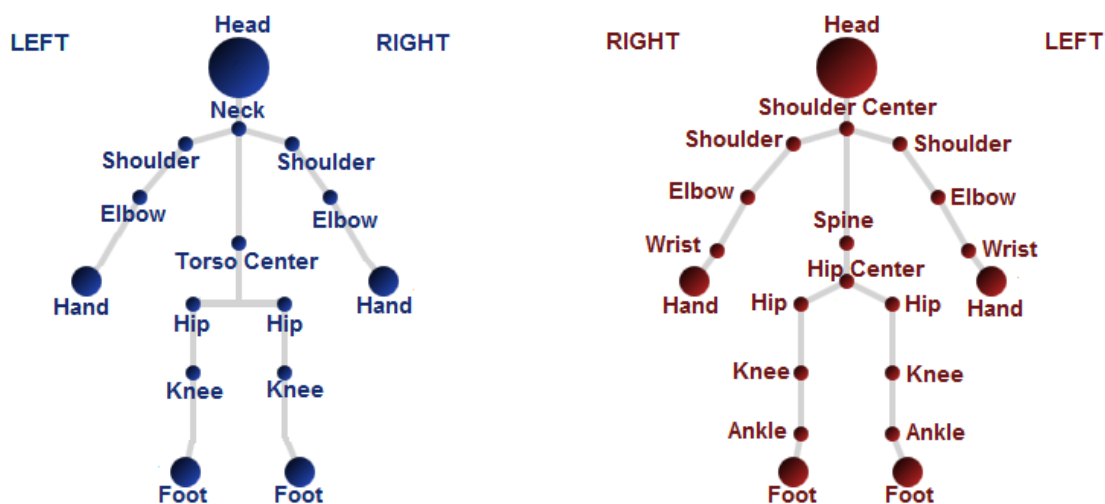 Head
LEFT
RIGHT
Neck
Shoulder
Shoulder
Elbow
Elbow
Torso Center
Hand
Hand
Hip
Hip
Knee
Knee
Foot
Foot
Head
RIGHT
LEFT
Shoulder Center
Shoulder
Shoulder
Elbow
Elbow
Spine
Wrist
Wrist
Hip Center
Hand
Hand
Hip
Hip
Knee
Knee
Ankle
Ankle
Foot
Foot